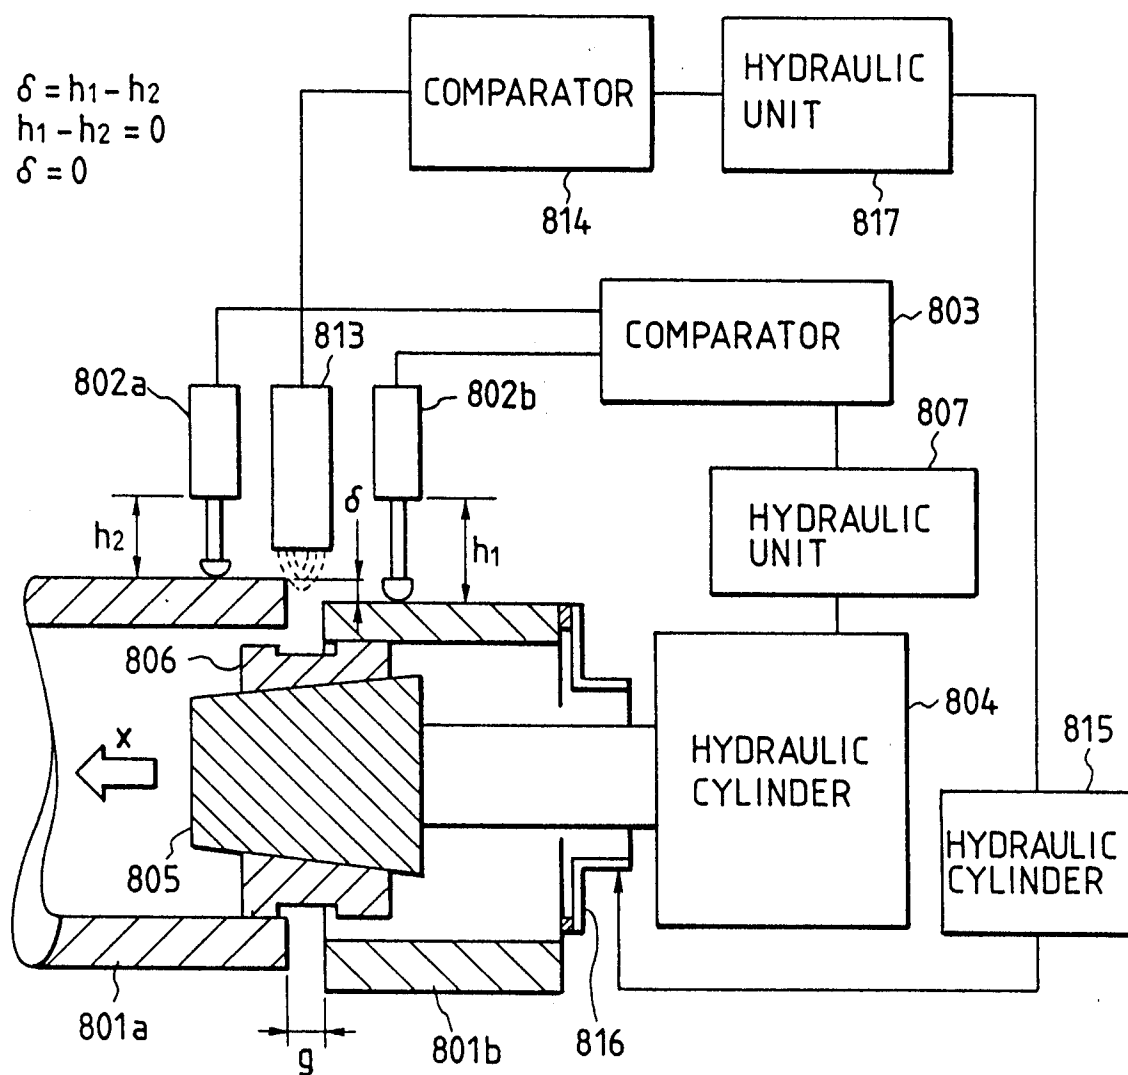 δ = h1 - h2
h1 - h2 = 0
δ = 0
COMPARATOR
814
HYDRAULIC
UNIT
817
COMPARATOR
803
802a
813
802b
807
HYDRAULIC
UNIT
h2
δ
h1
806
804
HYDRAULIC
CYLINDER
815
HYDRAULIC
CYLINDER
x
805
801a
g
801b
816